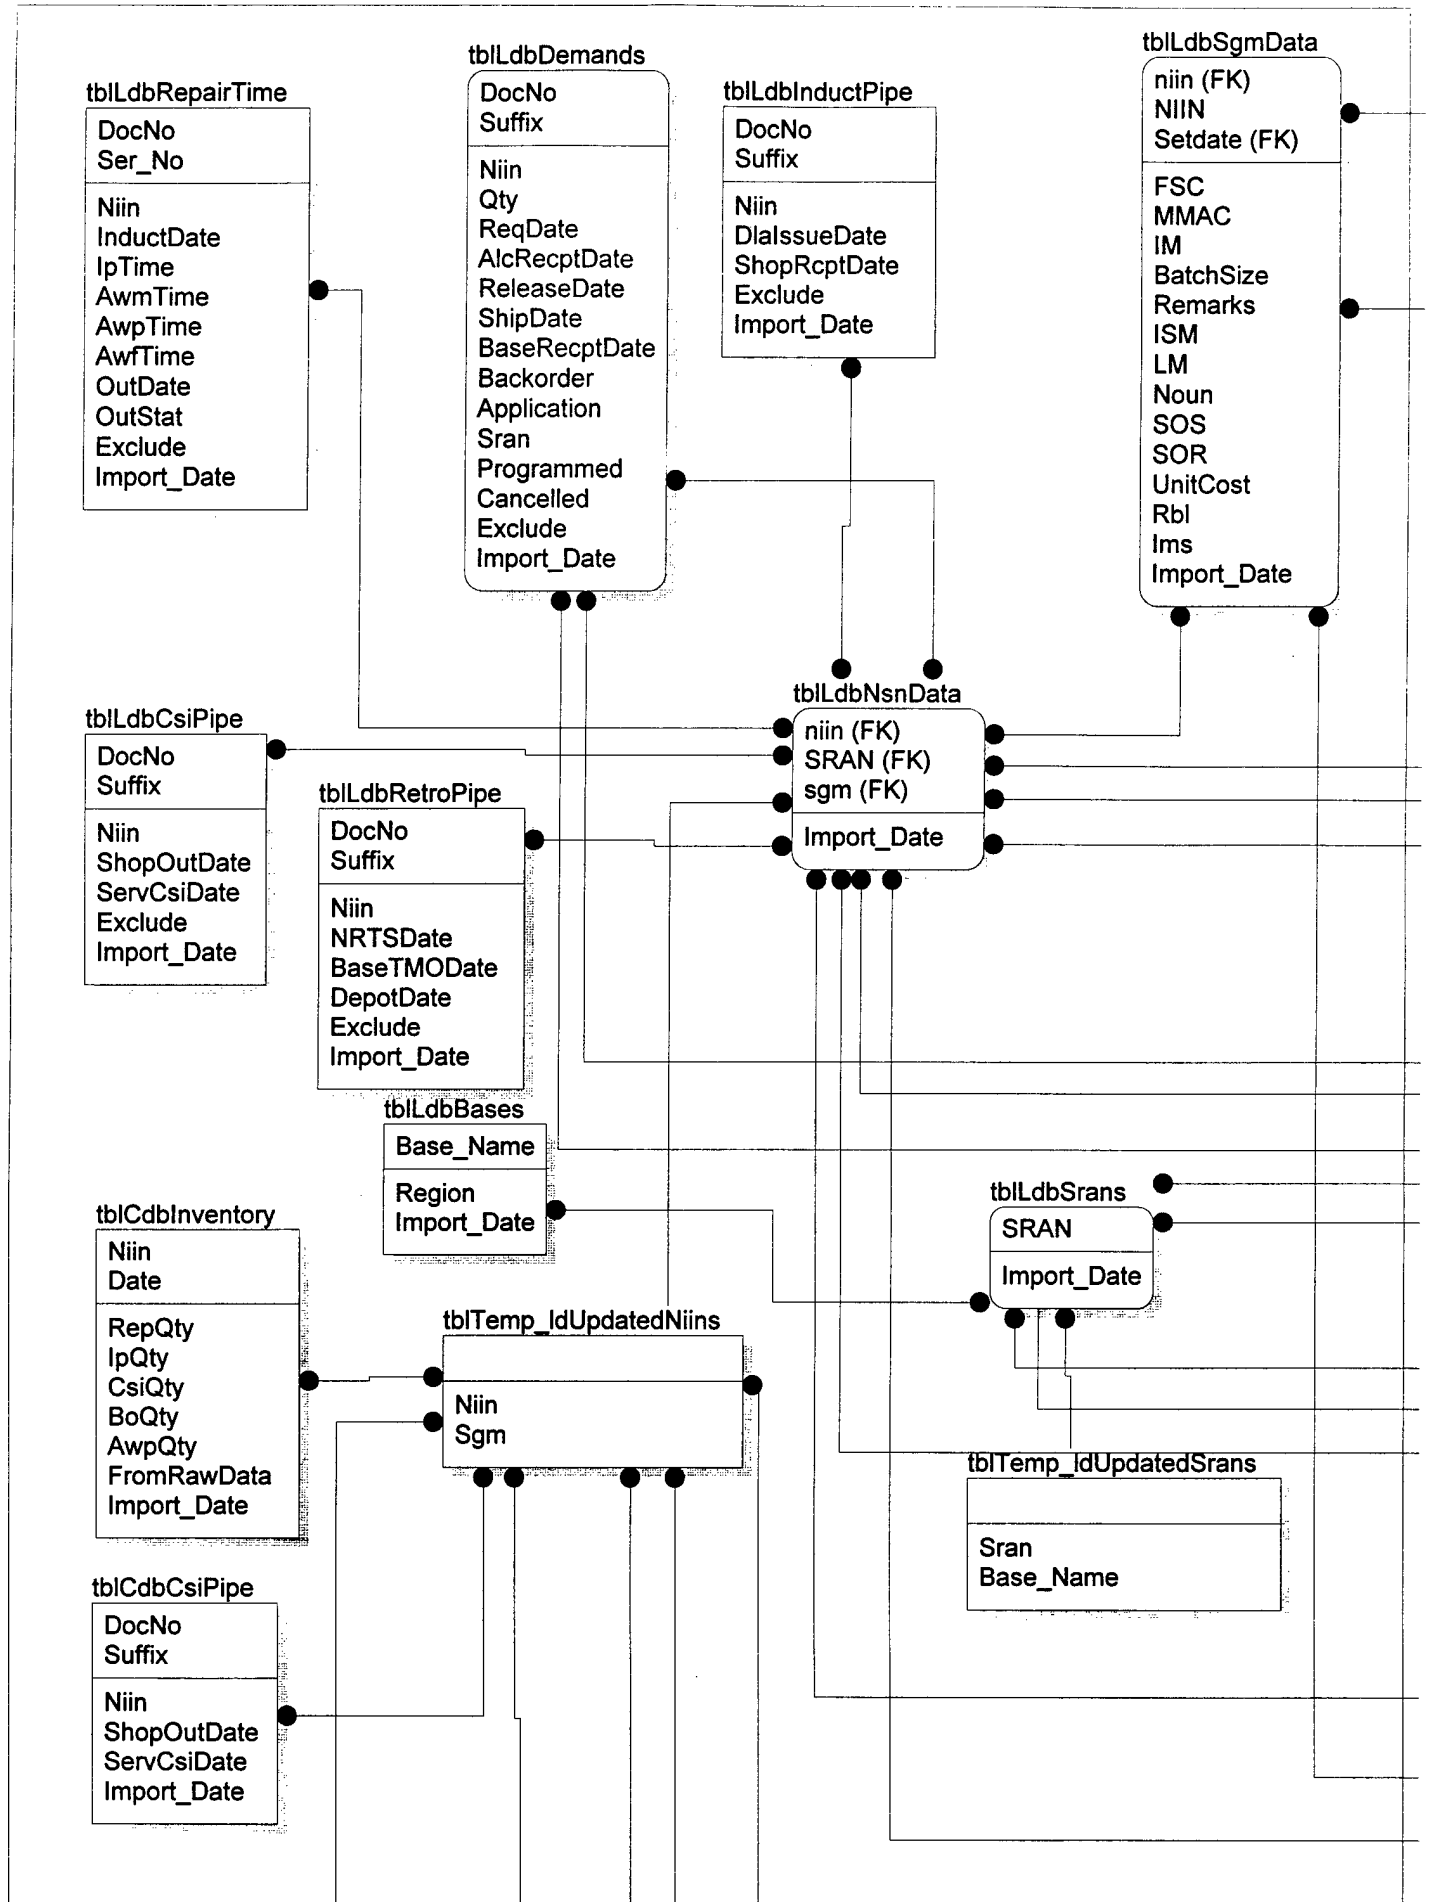 tblLdbRepairTime
DocNo
Ser_No
Niin
InductDate
IpTime
AwmTime
AwpTime
AwfTime
OutDate
OutStat
Exclude
Import_Date
tblLdbDemands
DocNo
Suffix
Niin
Qty
ReqDate
AlcRecptDate
ReleaseDate
ShipDate
BaseRecptDate
Backorder
Application
Sran
Programmed
Cancelled
Exclude
Import_Date
tblLdbInductPipe
DocNo
Suffix
Niin
DlaIssueDate
ShopRcptDate
Exclude
Import_Date
tblLdbSgmData
niin (FK)
NIIN
Setdate (FK)
FSC
MMAC
IM
BatchSize
Remarks
ISM
LM
Noun
SOS
SOR
UnitCost
Rbl
Ims
Import_Date
tblLdbCsiPipe
DocNo
Suffix
Niin
ShopOutDate
ServCsiDate
Exclude
Import_Date
tblLdbRetroPipe
DocNo
Suffix
Niin
NRTSDate
BaseTMODate
DepotDate
Exclude
Import_Date
tblLdbNsnData
niin (FK)
SRAN (FK)
sgm (FK)
Import_Date
tblLdbBases
Base_Name
Region
Import_Date
tblLdbSrans
SRAN
Import_Date
tblCdbInventory
Niin
Date
RepQty
IpQty
CsiQty
BoQty
AwpQty
FromRawData
Import_Date
tblTemp_IdUpdatedNiins
Niin
Sgm
tblTemp_IdUpdatedSrans
Sran
Base_Name
tblCdbCsiPipe
DocNo
Suffix
Niin
ShopOutDate
ServCsiDate
Import_Date